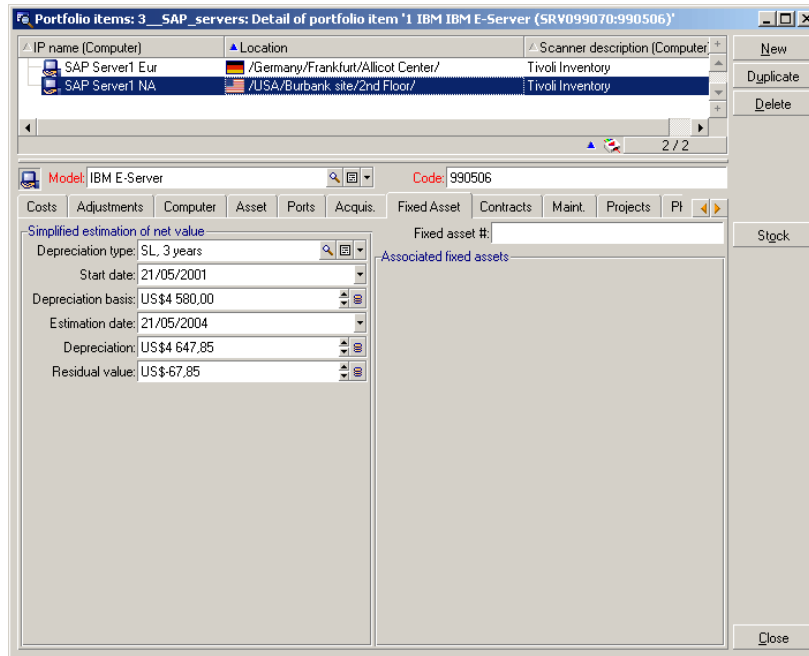 Portfolio items: 3__SAP_servers: Detail of portfolio item '1 IBM IBM E-Server (SRV099070:990506)'
IP name (Computer) Location Scanner description (Computer)
SAP Server1 Eur /Germany/Frankfurt/Allicot Center/ Tivoli Inventory
SAP Server1 NA /USA/Burbank site/2nd Floor/ Tivoli Inventory
2 / 2
New
Duplicate
Delete
Model: IBM E-Server Code: 990506
Costs Adjustments Computer Asset Ports Acquis. Fixed Asset Contracts Maint. Projects
Simplified estimation of net value
Depreciation type: SL, 3 years
Start date: 21/05/2001
Depreciation basis: US$4 580,00
Estimation date: 21/05/2004
Depreciation: US$4 647,85
Residual value: US$-67,85
Fixed asset #:
Associated fixed assets
Stock
Close